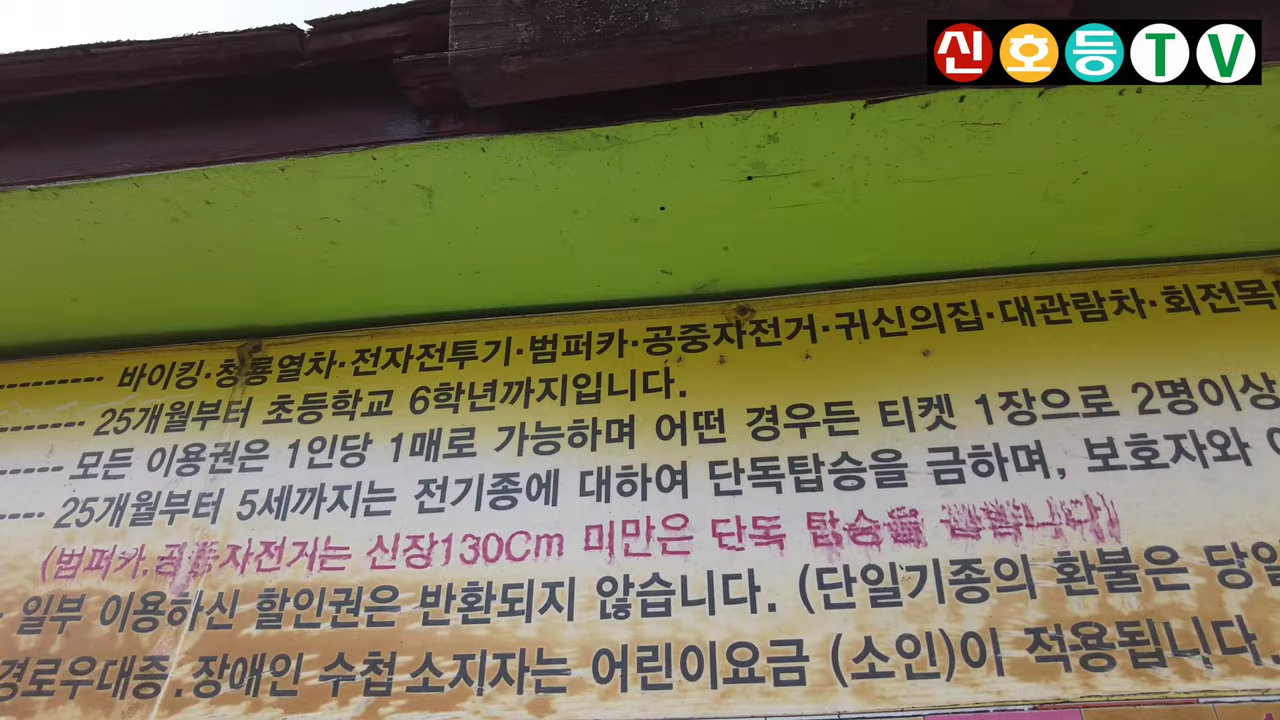 신호등TV
바이킹·청룡열차·전자전투기·범퍼카·공중자전거·귀신의집·대관람차·회전목
25개월부터 초등학교 6학년까지입니다.
모든 이용권은 1인당 1매로 가능하며 어떤 경우든 티켓 1장으로 2명이상
25개월부터 5세까지는 전기종에 대하여 단독탑승을 금하며, 보호자와
(범퍼카.공중자전거는 신장130Cm 미만은 단독 탑승을
일부 이용하신 할인권은 반환되지 않습니다. (단일기종의 환불은 당일
경로우대증.장애인 수첩 소지자는 어린이요금 (소인)이 적용됩니다.